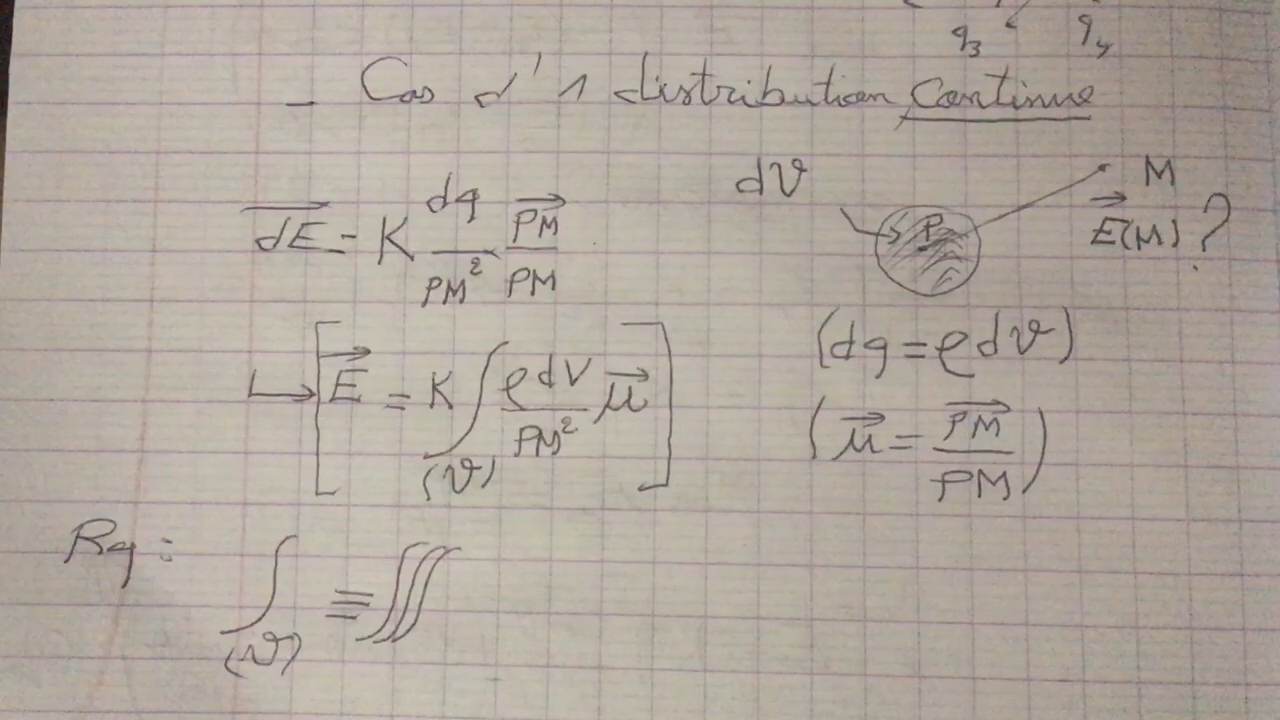 q₃ q₄
- Cas d'1 distribution continue
dV
M
P
E⃗(M) ?
dE⃗ = K dq/PM² × PM⃗/PM
(dq = ρ dV)
↳ [E⃗ = K ∫_(V) ρ dV/PM² u⃗]
(u⃗ = PM⃗/PM)
Rq :
∫_(V) ≡ ∭